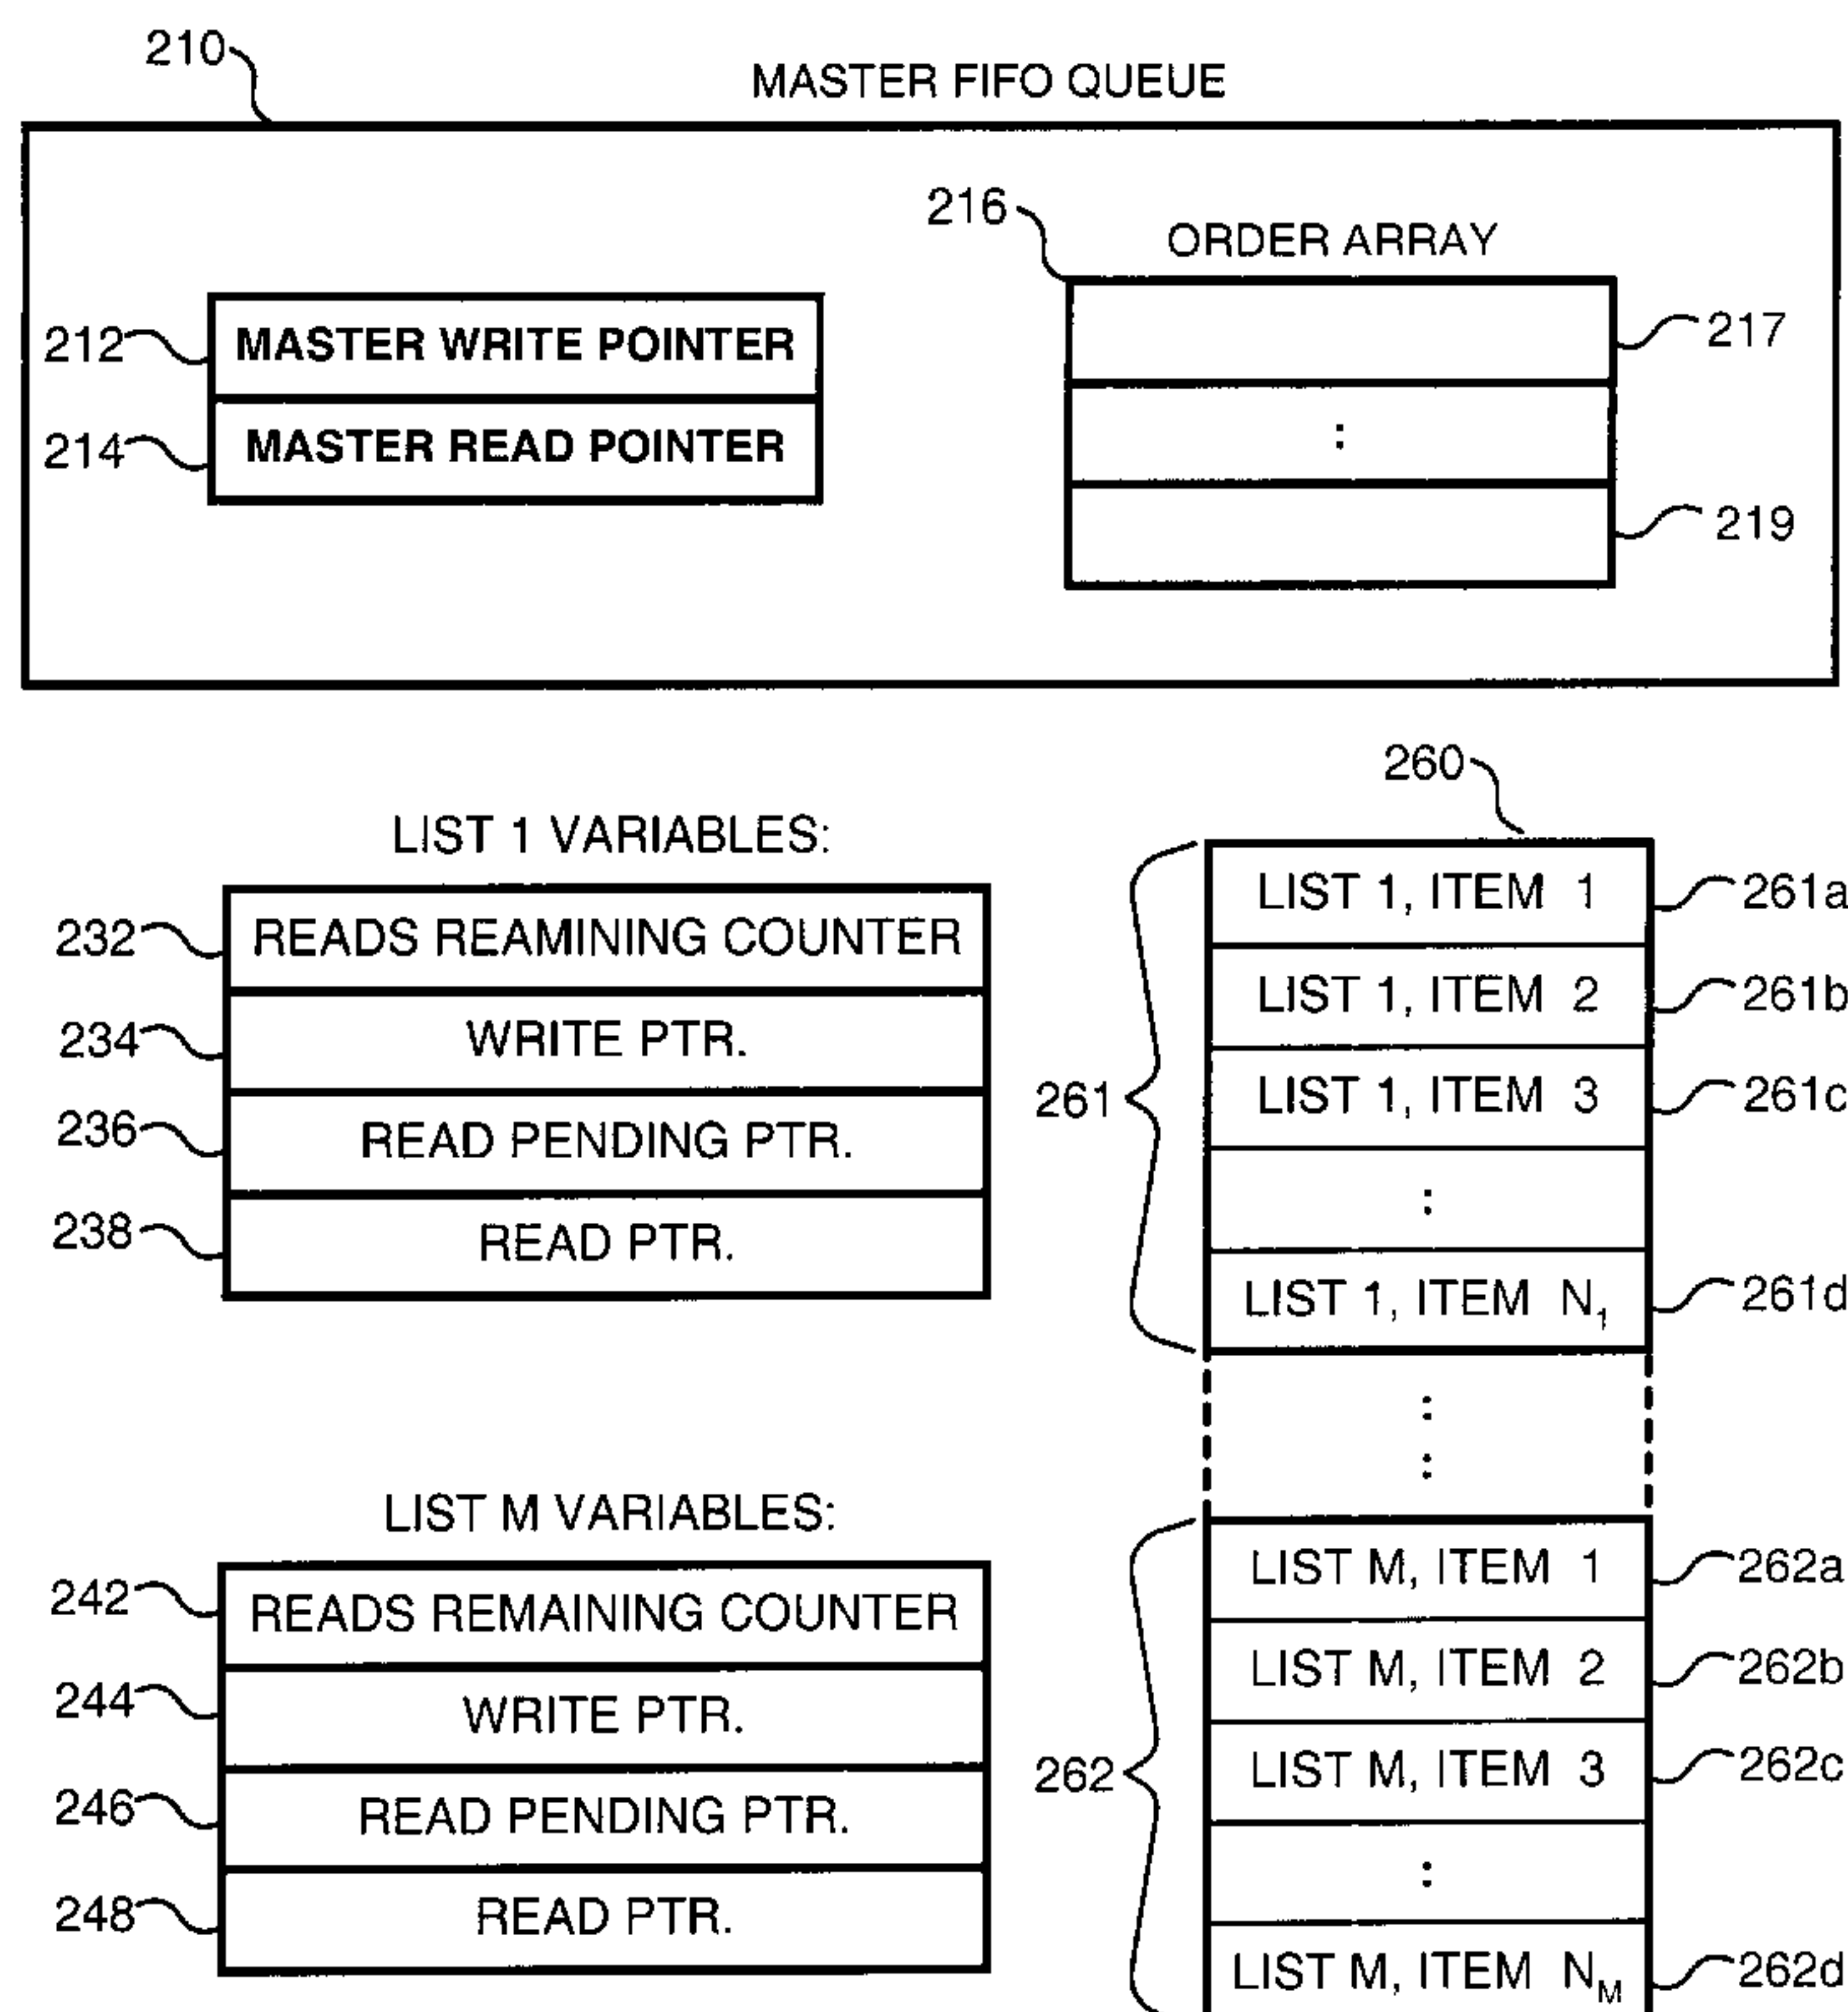 210
MASTER FIFO QUEUE
216
ORDER ARRAY
212
MASTER WRITE POINTER
217
214
MASTER READ POINTER
:
219
260
LIST 1 VARIABLES:
232
READS REAMINING COUNTER
234
WRITE PTR.
236
READ PENDING PTR.
238
READ PTR.
261
LIST 1, ITEM 1
261a
LIST 1, ITEM 2
261b
LIST 1, ITEM 3
261c
:
LIST 1, ITEM N₁
261d
:
:
LIST M VARIABLES:
242
READS REMAINING COUNTER
244
WRITE PTR.
246
READ PENDING PTR.
248
READ PTR.
262
LIST M, ITEM 1
262a
LIST M, ITEM 2
262b
LIST M, ITEM 3
262c
:
LIST M, ITEM N_M
262d